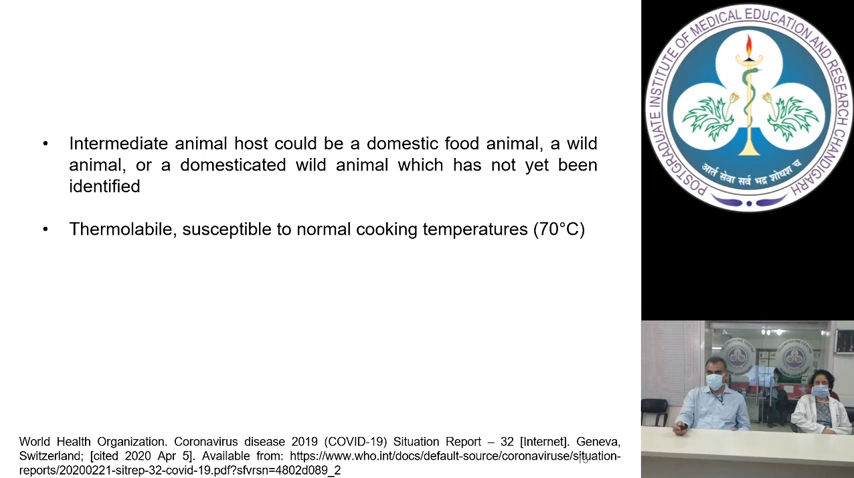 • Intermediate animal host could be a domestic food animal, a wild
animal, or a domesticated wild animal which has not yet been
identified
• Thermolabile, susceptible to normal cooking temperatures (70°C)
World Health Organization. Coronavirus disease 2019 (COVID-19) Situation Report – 32 [Internet]. Geneva,
Switzerland; [cited 2020 Apr 5]. Available from: https://www.who.int/docs/default-source/coronaviruse/situation-
reports/20200221-sitrep-32-covid-19.pdf?sfvrsn=4802d089_2
POSTGRADUATE INSTITUTE OF MEDICAL EDUCATION AND RESEARCH CHANDIGARH
आर्त सेवा सर्व भद्र शोधश्च च